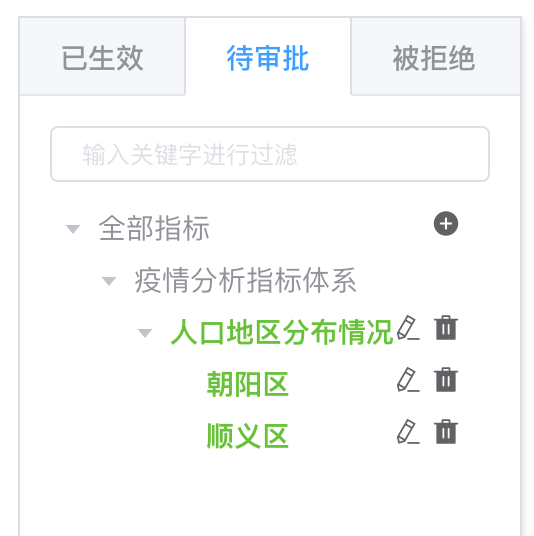 已生效 待审批 被拒绝
输入关键字进行过滤
全部指标
疫情分析指标体系
人口地区分布情况
朝阳区
顺义区